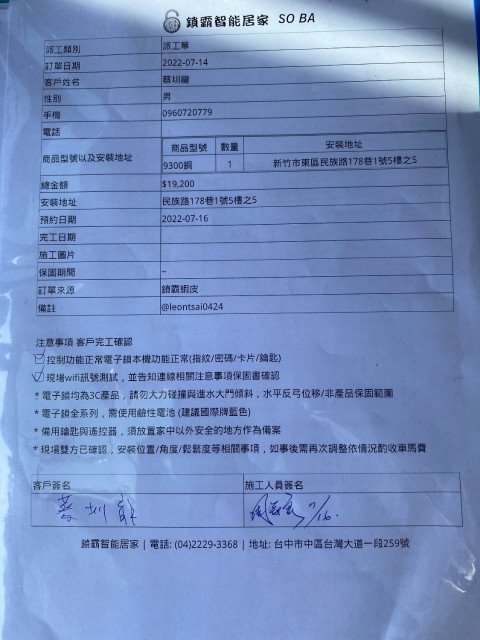 鎖霸智能居家 SO BA
派工類別 派工單
訂單日期 2022-07-14
客戶姓名 蔡圳龍
性別 男
手機 0960720779
電話
商品型號以及安裝地址 商品型號 數量 安裝地址
9300銅 1 新竹市東區民族路178巷1號5樓之5
總金額 $19,200
安裝地址 民族路178巷1號5樓之5
預約日期 2022-07-16
完工日期
施工圖片
保固期間 –
訂單來源 鎖霸蝦皮
備註 @leontsai0424
注意事項 客戶完工確認
控制功能正常電子鎖本機功能正常(指紋/密碼/卡片/鑰匙)
現場wifi訊號測試，並告知連線相關注意事項保固書確認
* 電子鎖均為3C產品，請勿大力碰撞與進水大門傾斜，水平反弓位移/非產品保固範圍
* 電子鎖全系列，需使用鹼性電池 (建議國際牌藍色)
* 備用鑰匙與遙控器，須放置家中以外安全的地方作為備案
* 現場雙方已確認，安裝位置/角度/鬆緊度等相關事項，如事後需再次調整依情況酌收車馬費
客戶簽名 施工人員簽名
7/16.
鎖霸智能居家 | 電話: (04)2229-3368 | 地址: 台中市中區台灣大道一段259號